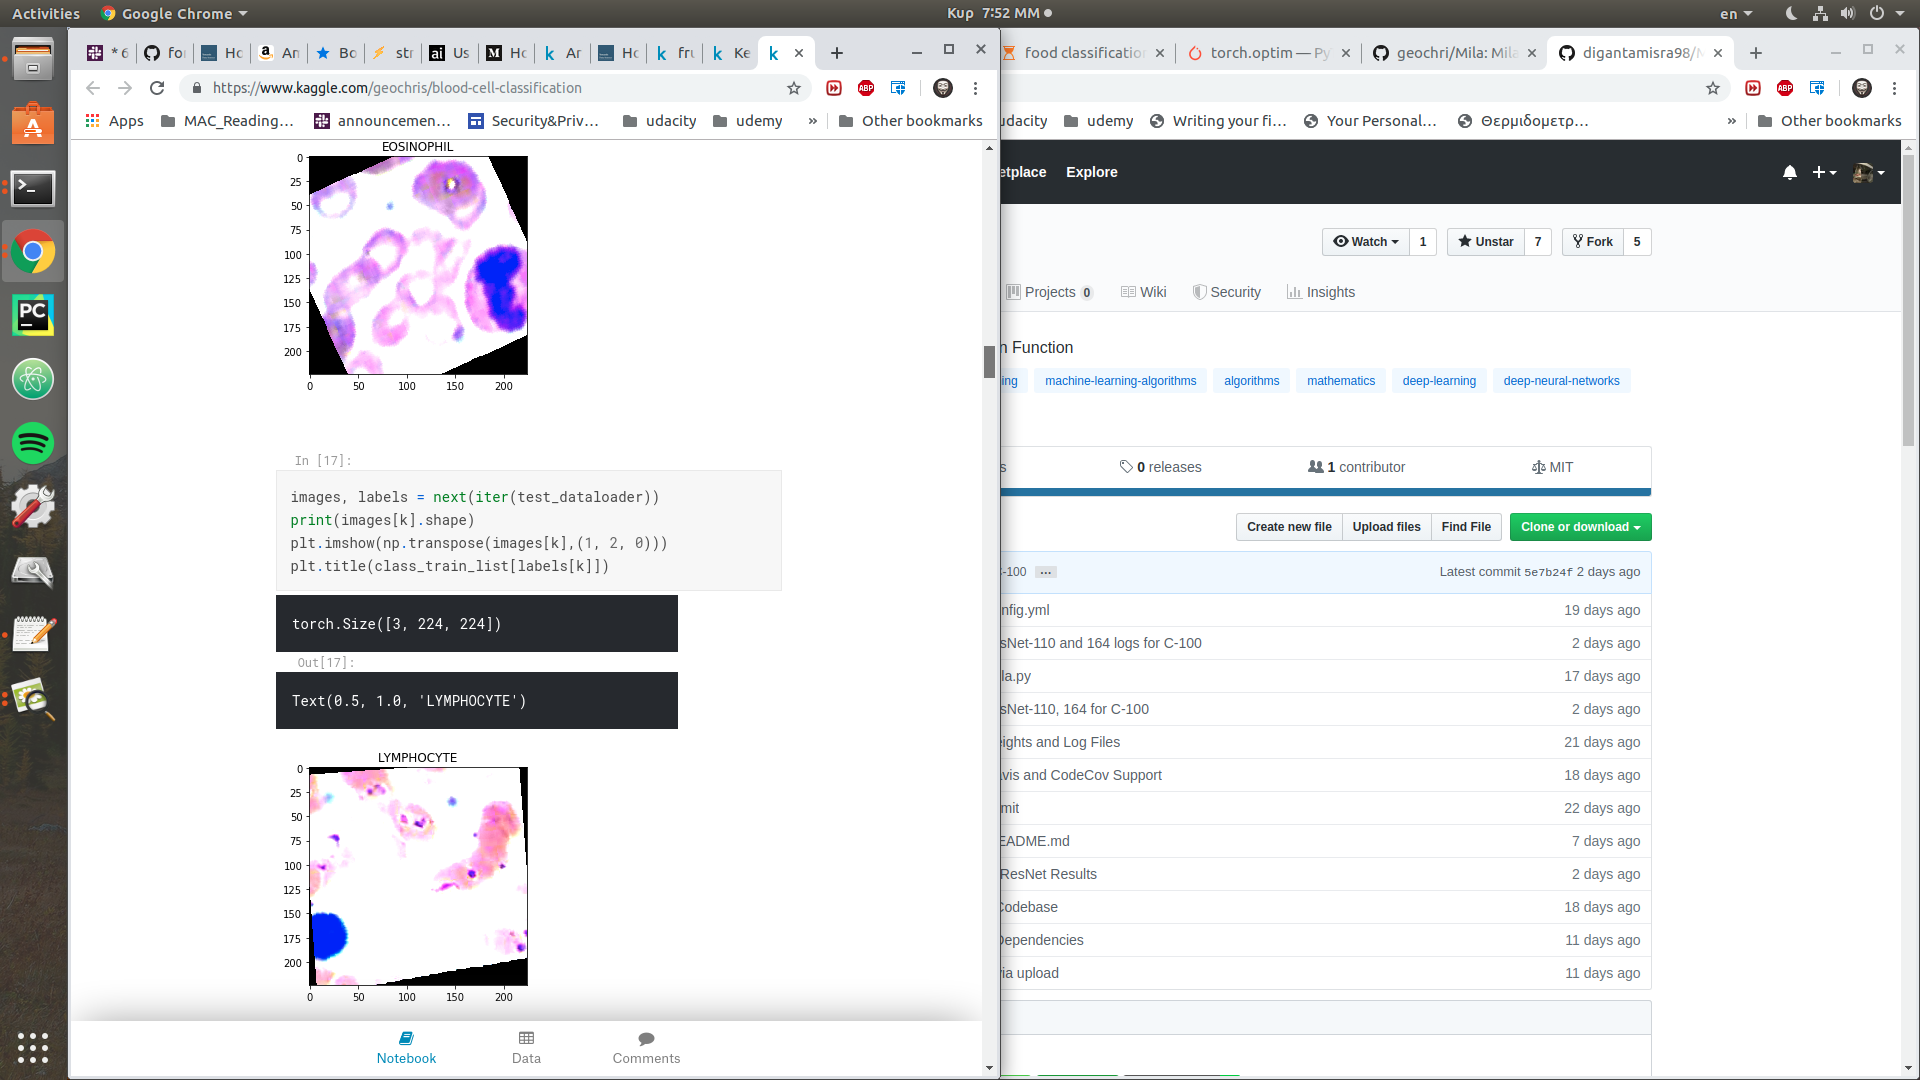 Activities
Google Chrome
Κυρ 7:52 ΜΜ
en
* 6
for
Ho
An
Bo
str
Us
Ho
Ar
Ho
fru
Ke
food classification
torch.optim — Py
geochri/Mila: Mila
digantamisra98/M
https://www.kaggle.com/geochris/blood-cell-classification
Apps
MAC_Reading...
announcemen...
Security&Priv...
udacity
udemy
»
Other bookmarks
udacity
udemy
Writing your fi...
Your Personal...
Θερμιδομετρ...
»
Other bookmarks
EOSINOPHIL
0
25
50
75
100
125
150
175
200
0 50 100 150 200
In [17]:
images, labels = next(iter(test_dataloader))
print(images[k].shape)
plt.imshow(np.transpose(images[k],(1, 2, 0)))
plt.title(class_train_list[labels[k]])
torch.Size([3, 224, 224])
Out[17]:
Text(0.5, 1.0, 'LYMPHOCYTE')
LYMPHOCYTE
0
25
50
75
100
125
150
175
200
0 50 100 150 200
Notebook
Data
Comments
etplace
Explore
Watch 1
Unstar 7
Fork 5
Projects 0
Wiki
Security
Insights
n Function
ing
machine-learning-algorithms
algorithms
mathematics
deep-learning
deep-neural-networks
s
0 releases
1 contributor
MIT
Create new file
Upload files
Find File
Clone or download
C-100 ...
Latest commit 5e7b24f 2 days ago
nfig.yml 19 days ago
sNet-110 and 164 logs for C-100 2 days ago
la.py 17 days ago
sNet-110, 164 for C-100 2 days ago
eights and Log Files 21 days ago
avis and CodeCov Support 18 days ago
mit 22 days ago
EADME.md 7 days ago
ResNet Results 2 days ago
Codebase 18 days ago
Dependencies 11 days ago
via upload 11 days ago